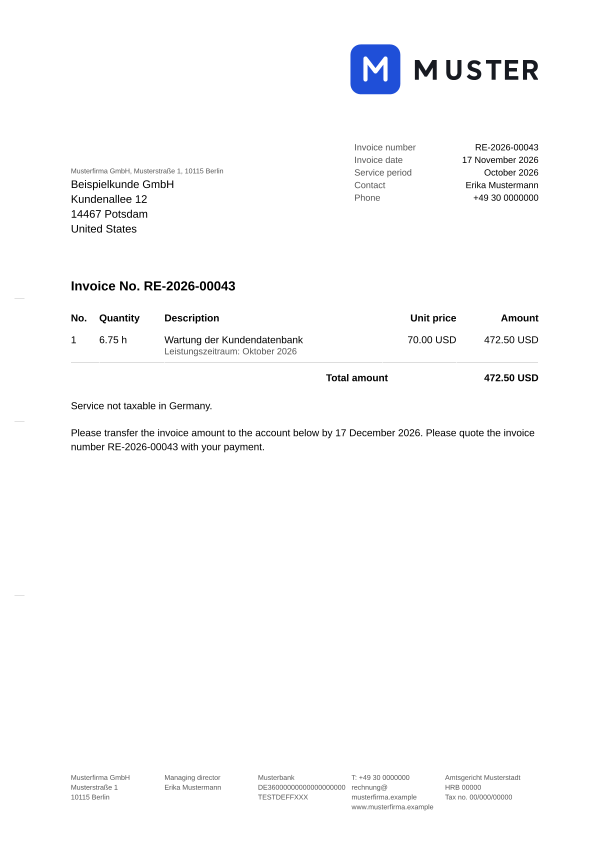 M MUSTER
Invoice number RE-2026-00043
Invoice date 17 November 2026
Service period October 2026
Contact Erika Mustermann
Phone +49 30 0000000
Musterfirma GmbH, Musterstraße 1, 10115 Berlin
Beispielkunde GmbH
Kundenallee 12
14467 Potsdam
United States
Invoice No. RE-2026-00043
No. Quantity Description Unit price Amount
1 6.75 h Wartung der Kundendatenbank 70.00 USD 472.50 USD
Leistungszeitraum: Oktober 2026
Total amount 472.50 USD
Service not taxable in Germany.
Please transfer the invoice amount to the account below by 17 December 2026. Please quote the invoice
number RE-2026-00043 with your payment.
Musterfirma GmbH Managing director Musterbank T: +49 30 0000000 Amtsgericht Musterstadt
Musterstraße 1 Erika Mustermann DE36000000000000000000 rechnung@ HRB 00000
10115 Berlin TESTDEFFXXX musterfirma.example Tax no. 00/000/00000
www.musterfirma.example